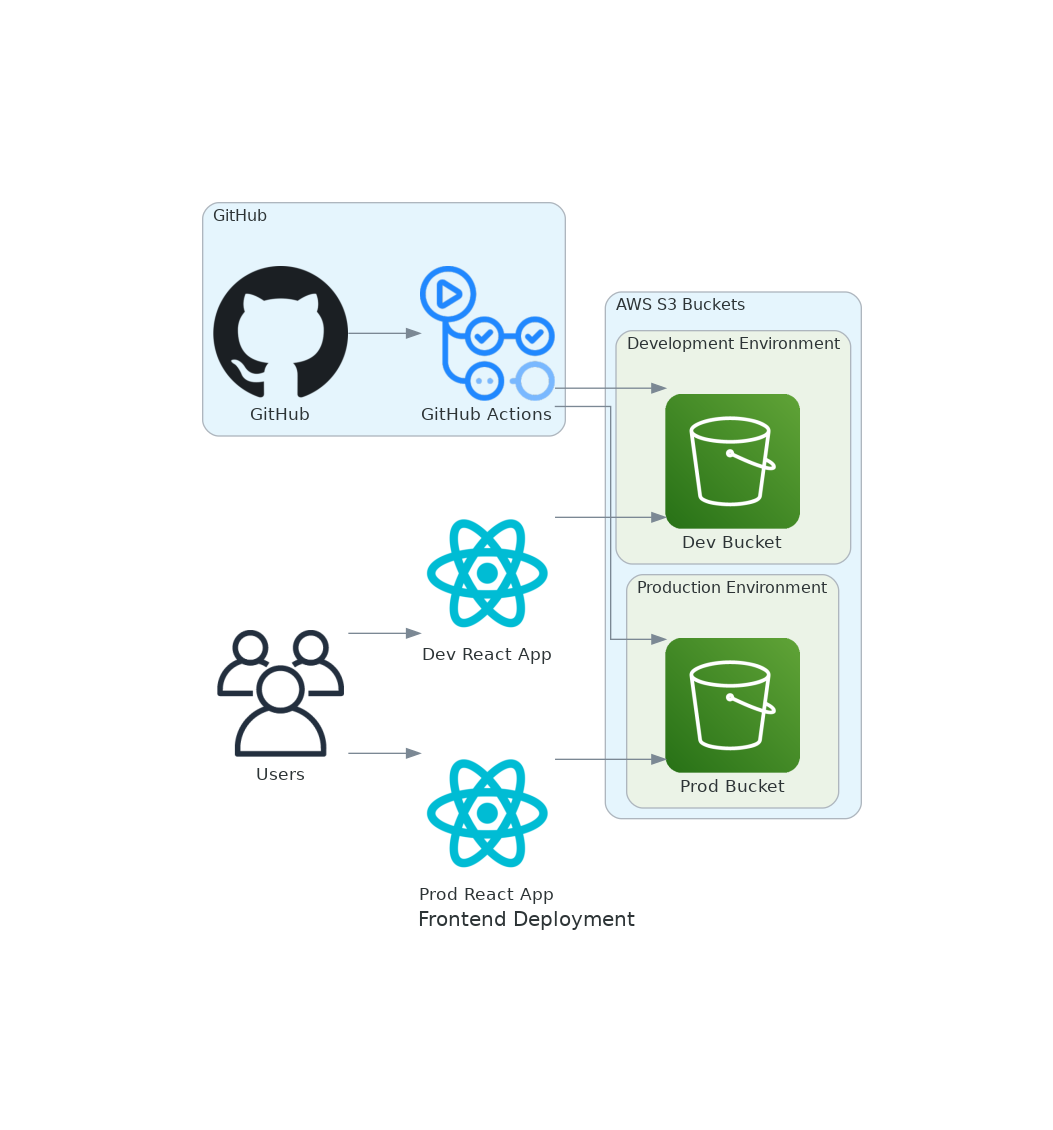 GitHub
GitHub
GitHub Actions
AWS S3 Buckets
Development Environment
Dev Bucket
Production Environment
Prod Bucket
Dev React App
Users
Prod React App
Frontend Deployment